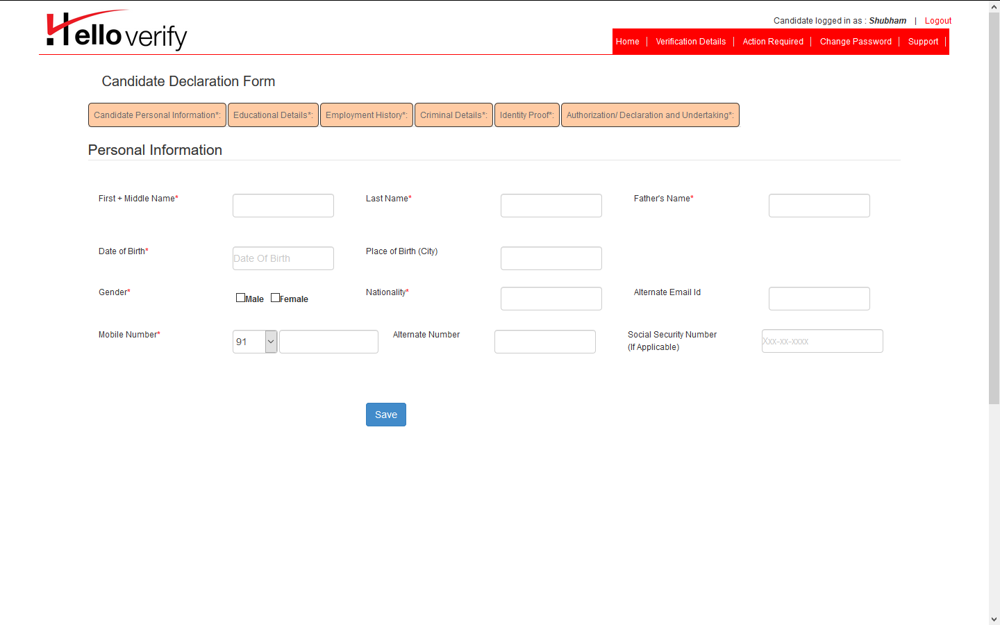 Hello verify
Candidate logged in as : Shubham | Logout
Home | Verification Details | Action Required | Change Password | Support |
Candidate Declaration Form
Candidate Personal Information*: Educational Details*: Employment History*: Criminal Details*: Identity Proof*: Authorization/ Declaration and Undertaking*:
Personal Information
First + Middle Name* Last Name* Father's Name*
Date of Birth* Date Of Birth Place of Birth (City)
Gender* Male Female Nationality* Alternate Email Id
Mobile Number* 91 Alternate Number Social Security Number
(If Applicable) Xxx-xx-xxxx
Save